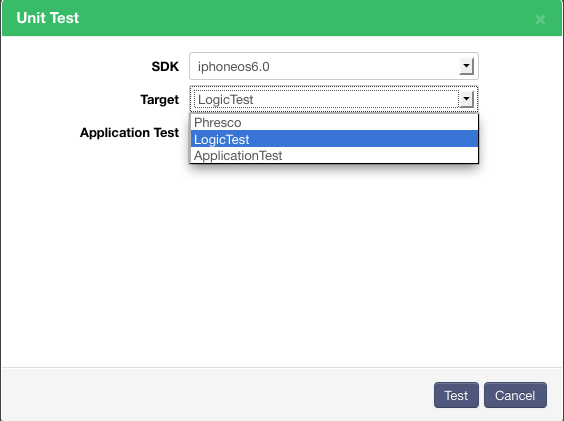 Unit Test ×
SDK iphoneos6.0
Target LogicTest
Application Test
Phresco
LogicTest
ApplicationTest
Test Cancel